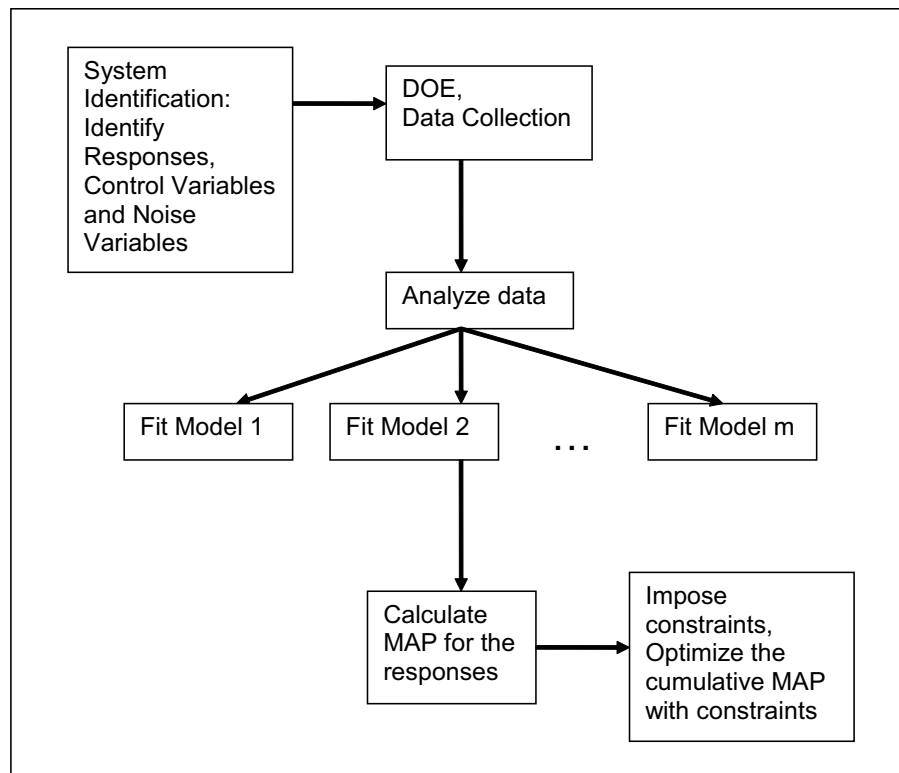 System
Identification:
Identify
Responses,
Control Variables
and Noise
Variables
DOE,
Data Collection
Analyze data
Fit Model 1
Fit Model 2
...
Fit Model m
Calculate
MAP for the
responses
Impose
constraints,
Optimize the
cumulative MAP
with constraints